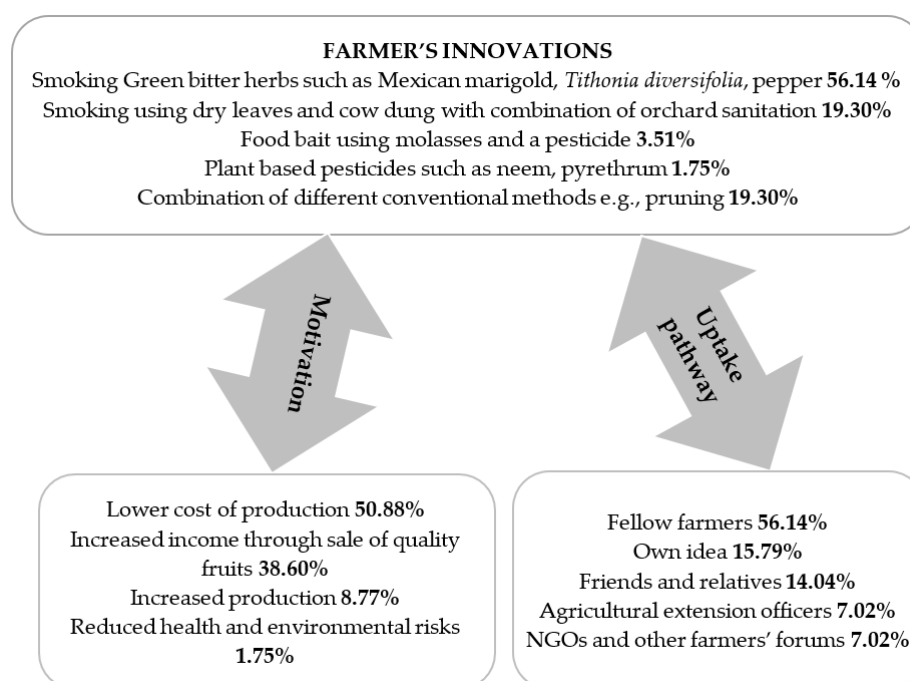 FARMER'S INNOVATIONS
Smoking Green bitter herbs such as Mexican marigold, Tithonia diversifolia, pepper 56.14 %
Smoking using dry leaves and cow dung with combination of orchard sanitation 19.30%
Food bait using molasses and a pesticide 3.51%
Plant based pesticides such as neem, pyrethrum 1.75%
Combination of different conventional methods e.g., pruning 19.30%
Motivation
Uptake
pathway
Lower cost of production 50.88%
Increased income through sale of quality
fruits 38.60%
Increased production 8.77%
Reduced health and environmental risks
1.75%
Fellow farmers 56.14%
Own idea 15.79%
Friends and relatives 14.04%
Agricultural extension officers 7.02%
NGOs and other farmers' forums 7.02%